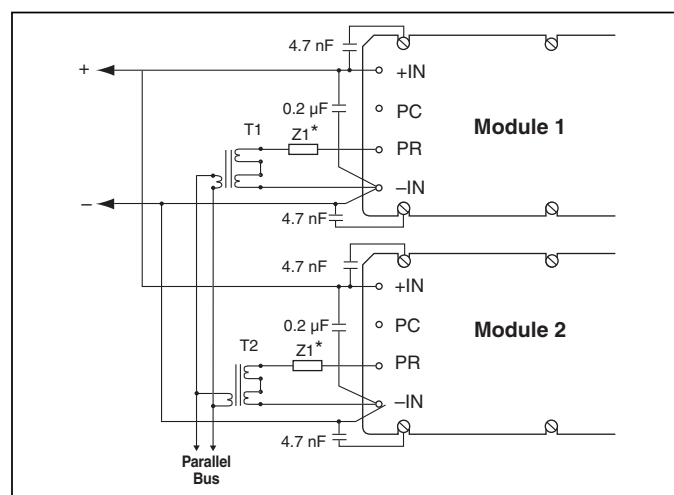 4.7 nF
+
+IN
0.2 µF
PC
T1
Z1*
Module 1
PR
–IN
–
4.7 nF
4.7 nF
+IN
0.2 µF
PC
Module 2
T2
Z1*
PR
–IN
4.7 nF
Parallel
Bus